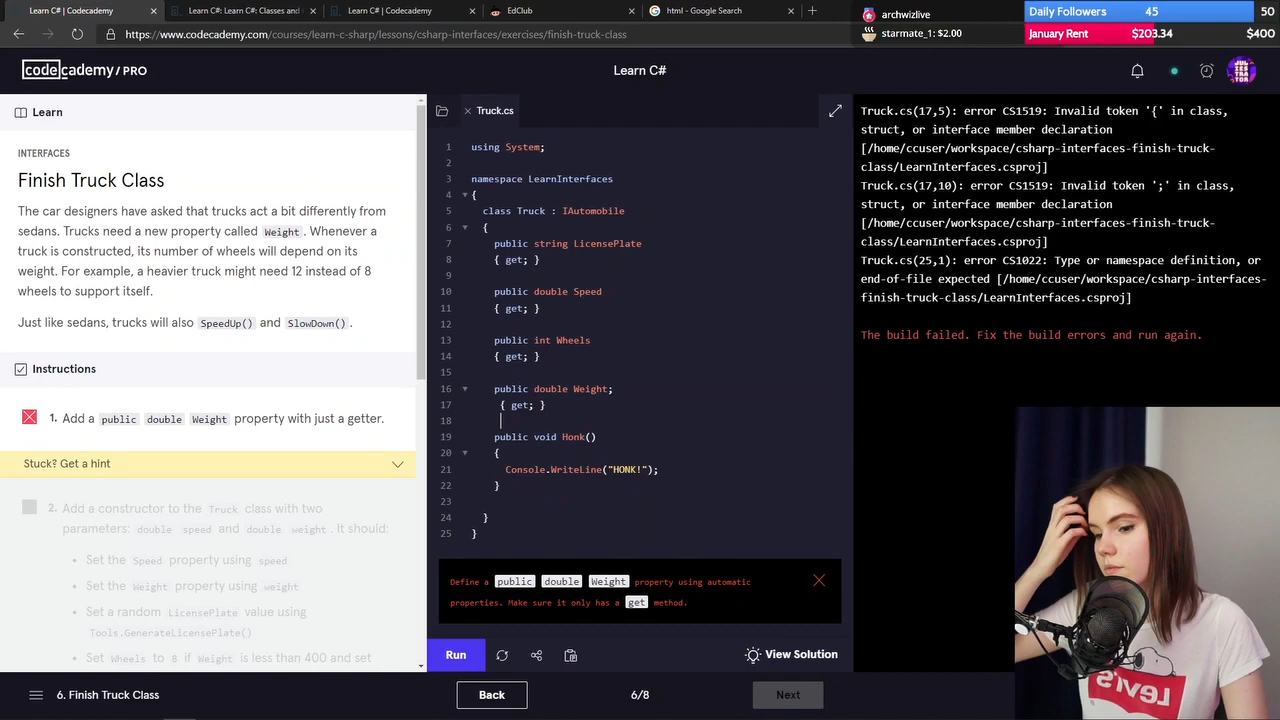 Learn C# | Codecademy
Learn C#: Learn C#: Classes and
Learn C# | Codecademy
EdClub
html - Google Search
https://www.codecademy.com/courses/learn-c-sharp/lessons/csharp-interfaces/exercises/finish-truck-class
archwizlive
starmate_1: $2.00
Daily Followers 45 50
January Rent $203.34 $400
codecademy / PRO
Learn C#
Learn
INTERFACES
Finish Truck Class
The car designers have asked that trucks act a bit differently from
sedans. Trucks need a new property called Weight. Whenever a
truck is constructed, its number of wheels will depend on its
weight. For example, a heavier truck might need 12 instead of 8
wheels to support itself.
Just like sedans, trucks will also SpeedUp() and SlowDown().
Instructions
1. Add a public double Weight property with just a getter.
Stuck? Get a hint
2. Add a constructor to the Truck class with two
parameters: double speed and double weight. It should:
Set the Speed property using speed
Set the Weight property using weight
Set a random LicensePlate value using
Tools.GenerateLicensePlate()
Set Wheels to 8 if Weight is less than 400 and set
Truck.cs
1 using System;
2
3 namespace LearnInterfaces
4 {
5 class Truck : IAutomobile
6 {
7 public string LicensePlate
8 { get; }
9
10 public double Speed
11 { get; }
12
13 public int Wheels
14 { get; }
15
16 public double Weight;
17 { get; }
18
19 public void Honk()
20 {
21 Console.WriteLine("HONK!");
22 }
23
24 }
25 }
Define a public double Weight property using automatic
properties. Make sure it only has a get method.
Run
View Solution
Truck.cs(17,5): error CS1519: Invalid token '{' in class,
struct, or interface member declaration
[/home/ccuser/workspace/csharp-interfaces-finish-truck-
class/LearnInterfaces.csproj]
Truck.cs(17,10): error CS1519: Invalid token ';' in class,
struct, or interface member declaration
[/home/ccuser/workspace/csharp-interfaces-finish-truck-
class/LearnInterfaces.csproj]
Truck.cs(25,1): error CS1022: Type or namespace definition, or
end-of-file expected [/home/ccuser/workspace/csharp-interfaces-
finish-truck-class/LearnInterfaces.csproj]
The build failed. Fix the build errors and run again.
LEVI'S
6. Finish Truck Class
Back
6/8
Next